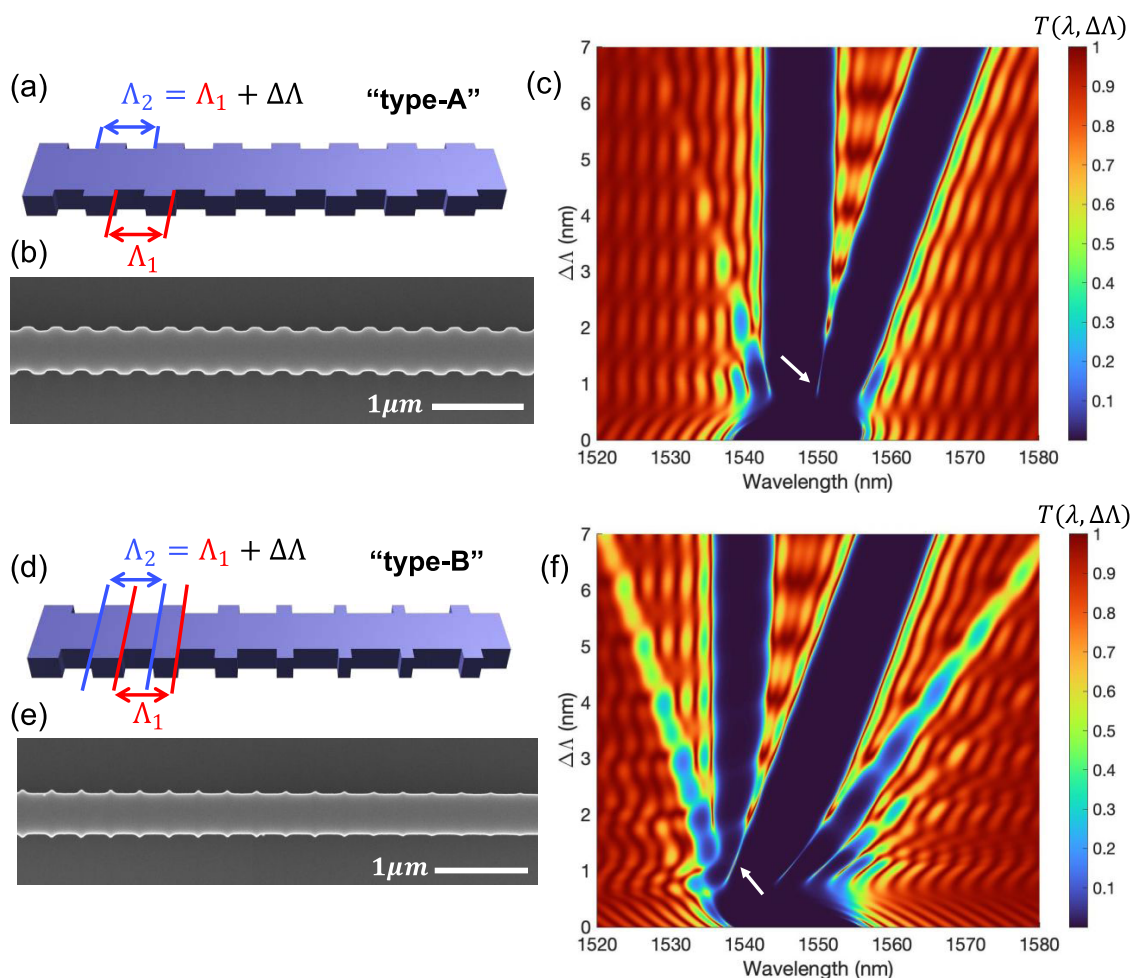 (a)
Λ₂ = Λ₁ + ΔΛ
“type-A”
Λ₁
(b)
1μm
(c)
T(λ, ΔΛ)
7
6
5
4
3
2
1
0
ΔΛ (nm)
1520 1530 1540 1550 1560 1570 1580
Wavelength (nm)
1
0.9
0.8
0.7
0.6
0.5
0.4
0.3
0.2
0.1
(d)
Λ₂ = Λ₁ + ΔΛ
“type-B”
Λ₁
(e)
1μm
(f)
T(λ, ΔΛ)
7
6
5
4
3
2
1
0
ΔΛ (nm)
1520 1530 1540 1550 1560 1570 1580
Wavelength (nm)
1
0.9
0.8
0.7
0.6
0.5
0.4
0.3
0.2
0.1